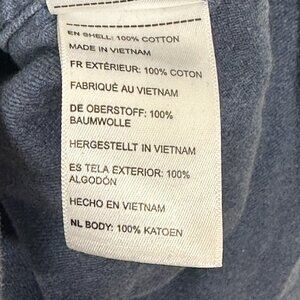 EN SHELL: 100% COTTON
MADE IN VIETNAM
FR EXTÉRIEUR: 100% COTON
FABRIQUÉ AU VIETNAM
DE OBERSTOFF: 100%
BAUMWOLLE
HERGESTELLT IN VIETNAM
ES TELA EXTERIOR: 100%
ALGODÓN
HECHO EN VIETNAM
NL BODY: 100% KATOEN